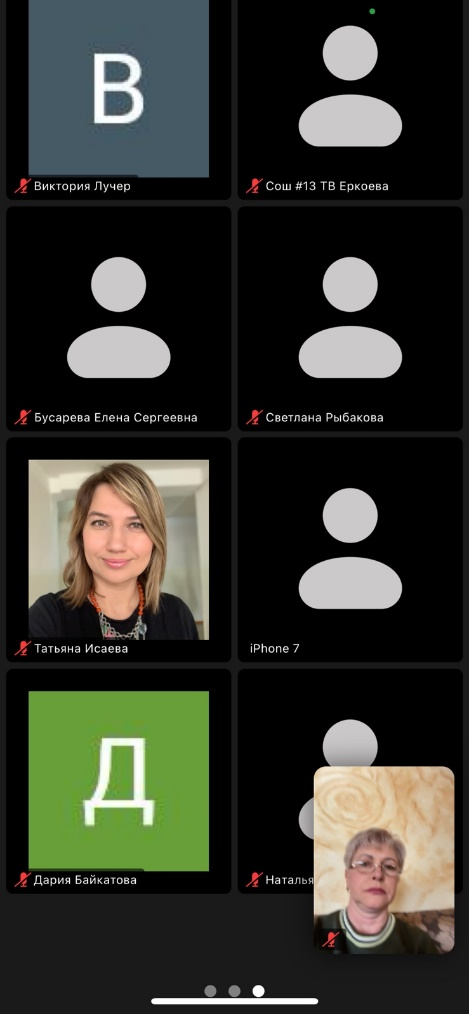 В
Виктория Лучер
Сош #13 ТВ Еркоева
Бусарева Елена Сергеевна
Светлана Рыбакова
Татьяна Исаева
iPhone 7
Д
Дария Байкатова
Наталья